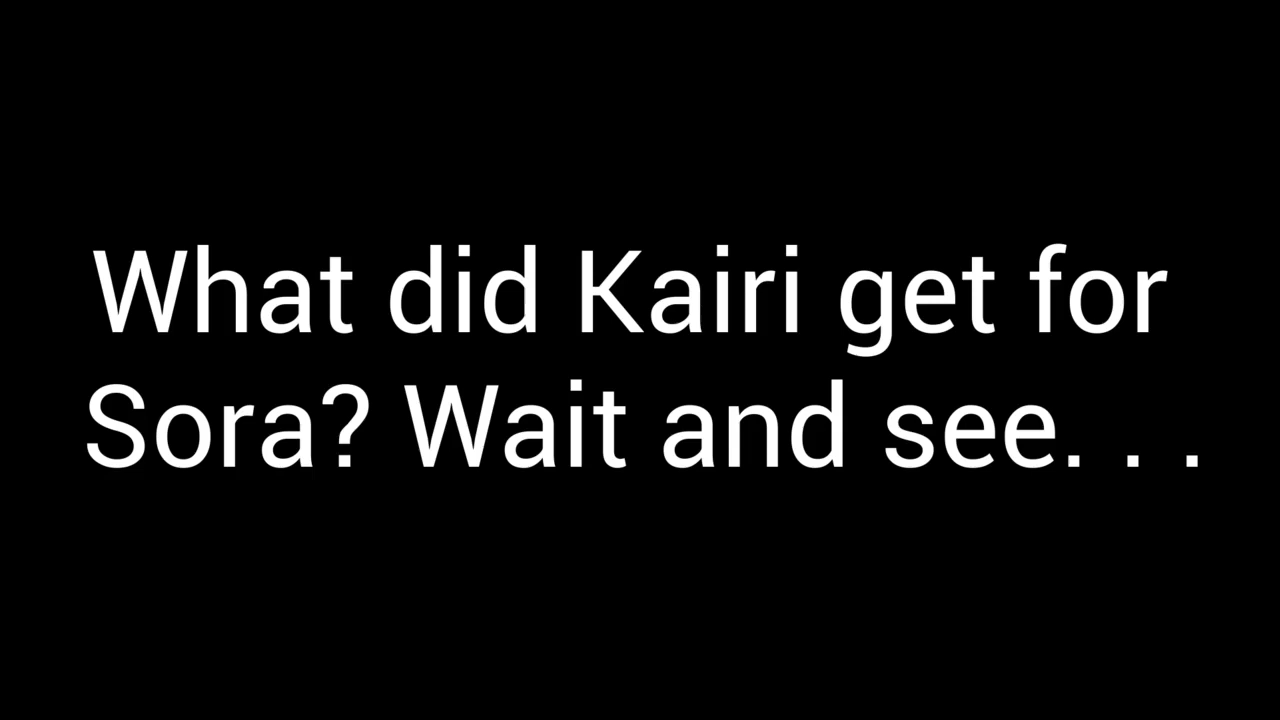 What did Kairi get for
Sora? Wait and see. . .